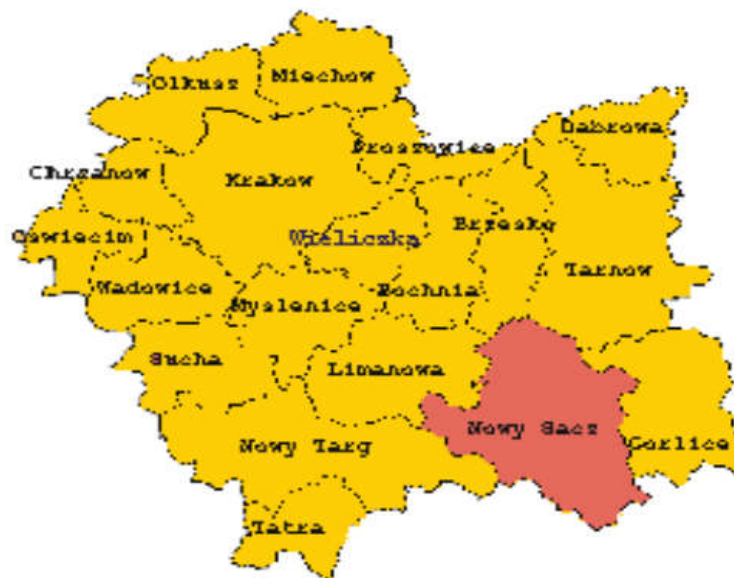 Miechow
Olkusz
Dabrowa
Proszowice
Chrzanow
Krakow
Brzesko
Oswiecim
Wieliczka
Tarnow
Wadowice
Bochnia
Myslenice
Sucha
Limanowa
Nowy Sacz
Nowy Targ
Gorlice
Tatra